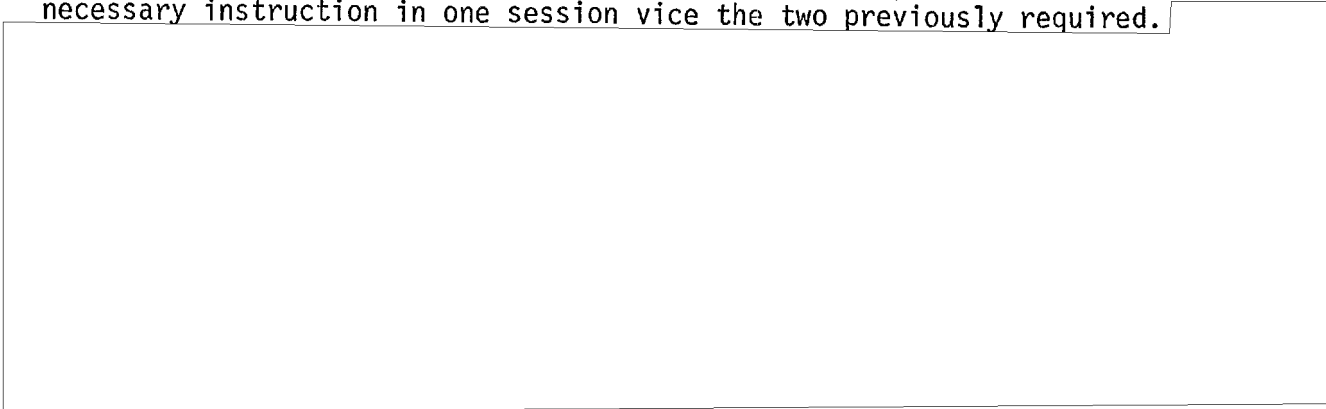 necessary instruction in one session vice the two previously required.